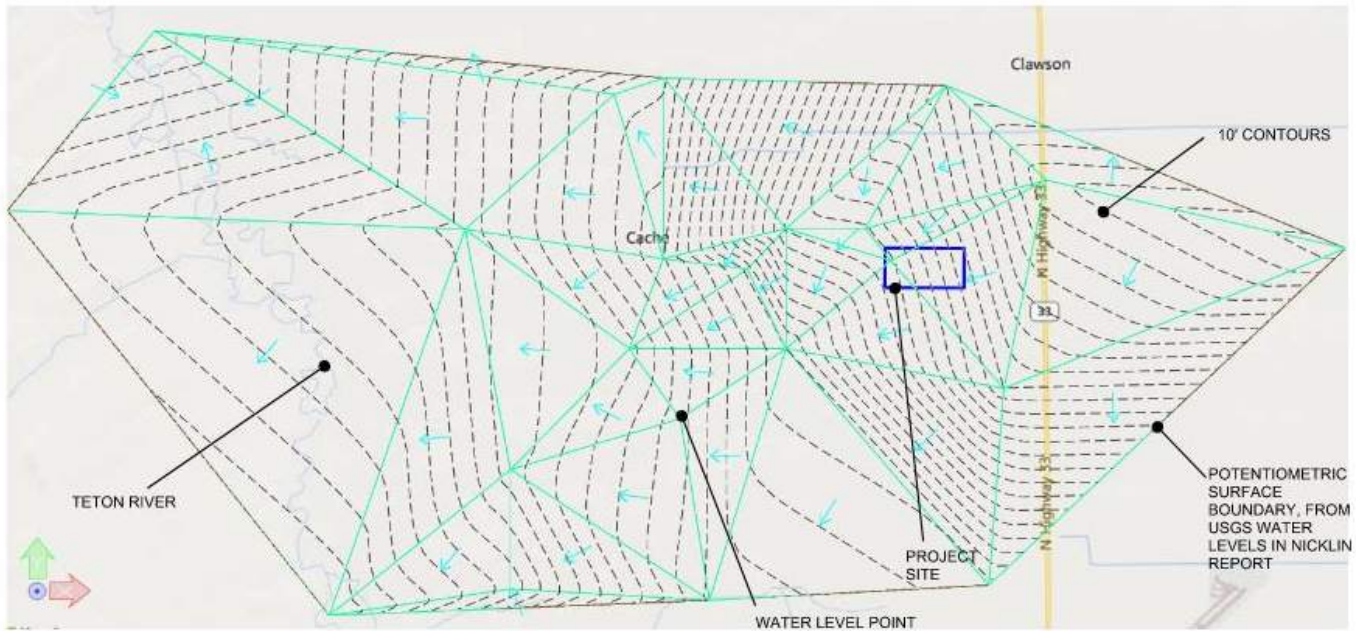 Clawson
10' CONTOURS
N Highway 33
Cache
33
TETON RIVER
N Highway 33
POTENTIOMETRIC
SURFACE
BOUNDARY, FROM
USGS WATER
LEVELS IN NICKLIN
REPORT
PROJECT
SITE
WATER LEVEL POINT